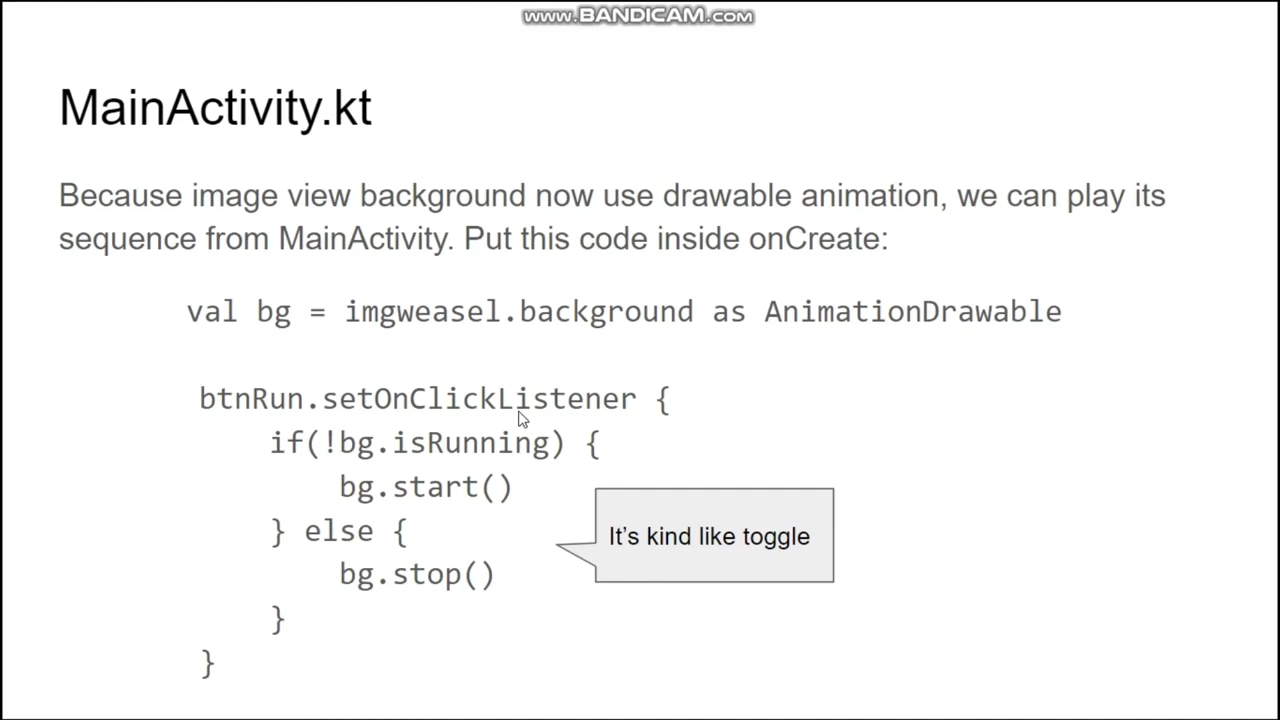 www.BANDICAM.com
MainActivity.kt
Because image view background now use drawable animation, we can play its
sequence from MainActivity. Put this code inside onCreate:
val bg = imgweasel.background as AnimationDrawable
btnRun.setOnClickListener {
if(!bg.isRunning) {
bg.start()
} else {
It's kind like toggle
bg.stop()
}
}